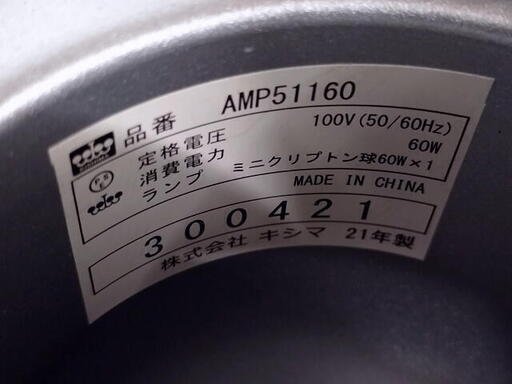 品番 AMP51160
定格電圧 100V(50/60Hz)
消費電力 60W
ランプ ミニクリプトン球60W×1
MADE IN CHINA
300421
株式会社 キシマ 21年製